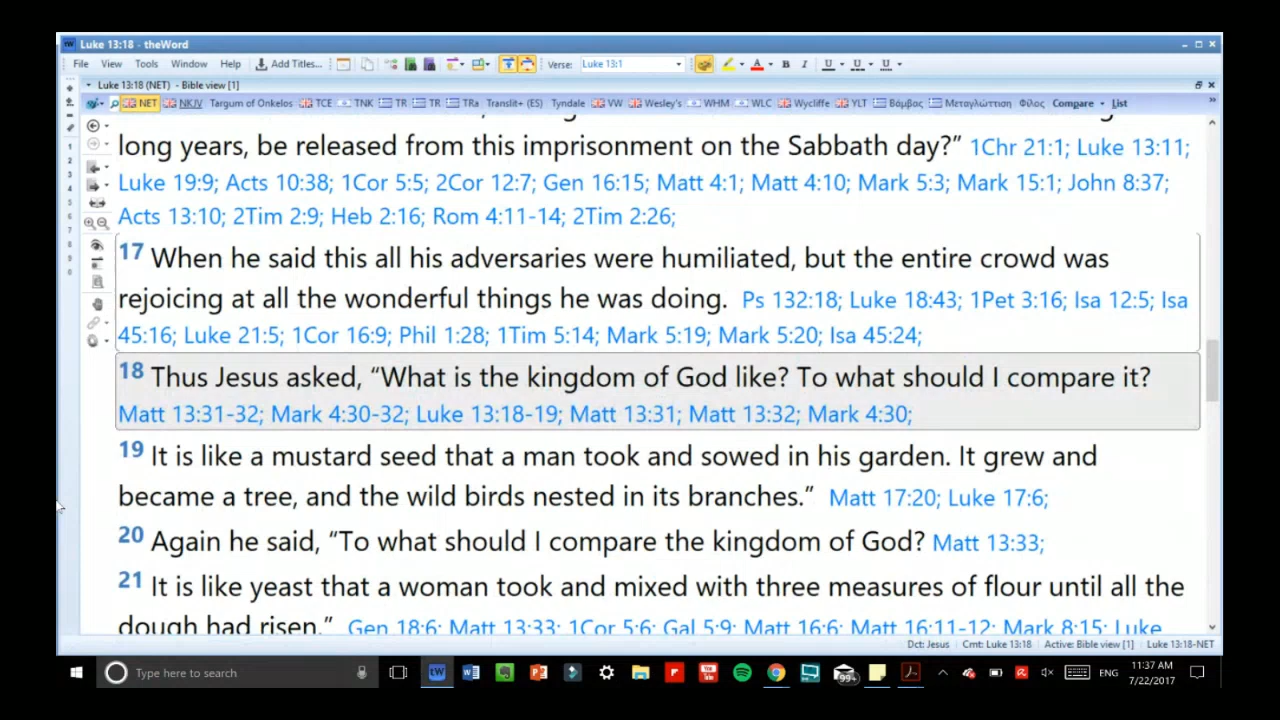 Luke 13:18 - theWord
File View Tools Window Help Add Titles... Verse: Luke 13:1 B I U U U
Luke 13:18 (NET) - Bible view [1]
NET NKJV Targum of Onkelos TCE TNK TR TR TRa Translit+ (ES) Tyndale VW Wesley's WHM WLC Wycliffe YLT Βάμβας Μεταγλώττιση Φίλος Compare List
long years, be released from this imprisonment on the Sabbath day?” 1Chr 21:1; Luke 13:11;
Luke 19:9; Acts 10:38; 1Cor 5:5; 2Cor 12:7; Gen 16:15; Matt 4:1; Matt 4:10; Mark 5:3; Mark 15:1; John 8:37;
Acts 13:10; 2Tim 2:9; Heb 2:16; Rom 4:11-14; 2Tim 2:26;
17 When he said this all his adversaries were humiliated, but the entire crowd was
rejoicing at all the wonderful things he was doing. Ps 132:18; Luke 18:43; 1Pet 3:16; Isa 12:5; Isa
45:16; Luke 21:5; 1Cor 16:9; Phil 1:28; 1Tim 5:14; Mark 5:19; Mark 5:20; Isa 45:24;
18 Thus Jesus asked, “What is the kingdom of God like? To what should I compare it?
Matt 13:31-32; Mark 4:30-32; Luke 13:18-19; Matt 13:31; Matt 13:32; Mark 4:30;
19 It is like a mustard seed that a man took and sowed in his garden. It grew and
became a tree, and the wild birds nested in its branches.” Matt 17:20; Luke 17:6;
20 Again he said, “To what should I compare the kingdom of God? Matt 13:33;
21 It is like yeast that a woman took and mixed with three measures of flour until all the
dough had risen.” Gen 18:6; Matt 13:33; 1Cor 5:6; Gal 5:9; Matt 16:6; Matt 16:11-12; Mark 8:15; Luke
Dct: Jesus Cmt: Luke 13:18 Active: Bible view [1] Luke 13:18-NET
Type here to search 99+ ENG 11:37 AM
7/22/2017